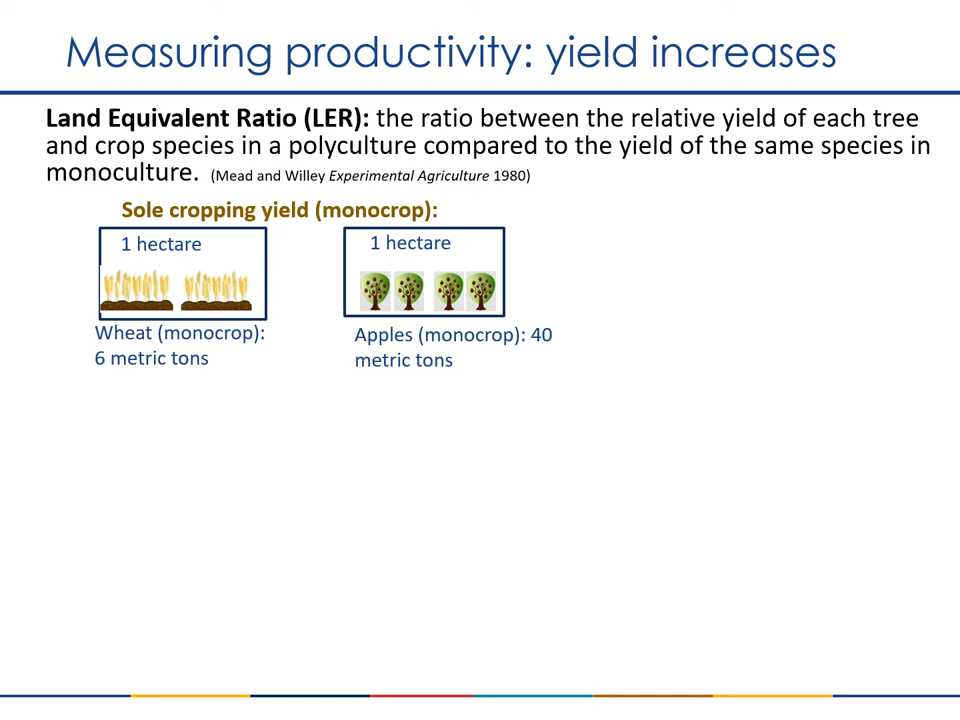 Measuring productivity: yield increases
Land Equivalent Ratio (LER): the ratio between the relative yield of each tree
and crop species in a polyculture compared to the yield of the same species in
monoculture. (Mead and Willey Experimental Agriculture 1980)
Sole cropping yield (monocrop):
1 hectare
1 hectare
Wheat (monocrop):
6 metric tons
Apples (monocrop): 40
metric tons